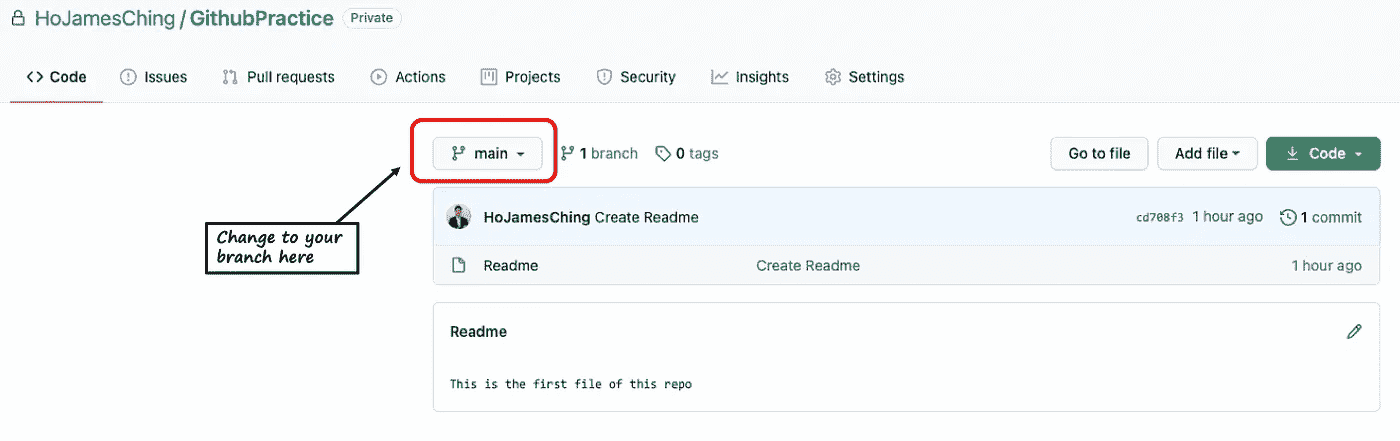 HoJamesChing / GithubPractice Private
Code Issues Pull requests Actions Projects Security Insights Settings
main 1 branch 0 tags Go to file Add file Code
HoJamesChing Create Readme cd708f3 1 hour ago 1 commit
Change to your
branch here
Readme Create Readme 1 hour ago
Readme
This is the first file of this repo